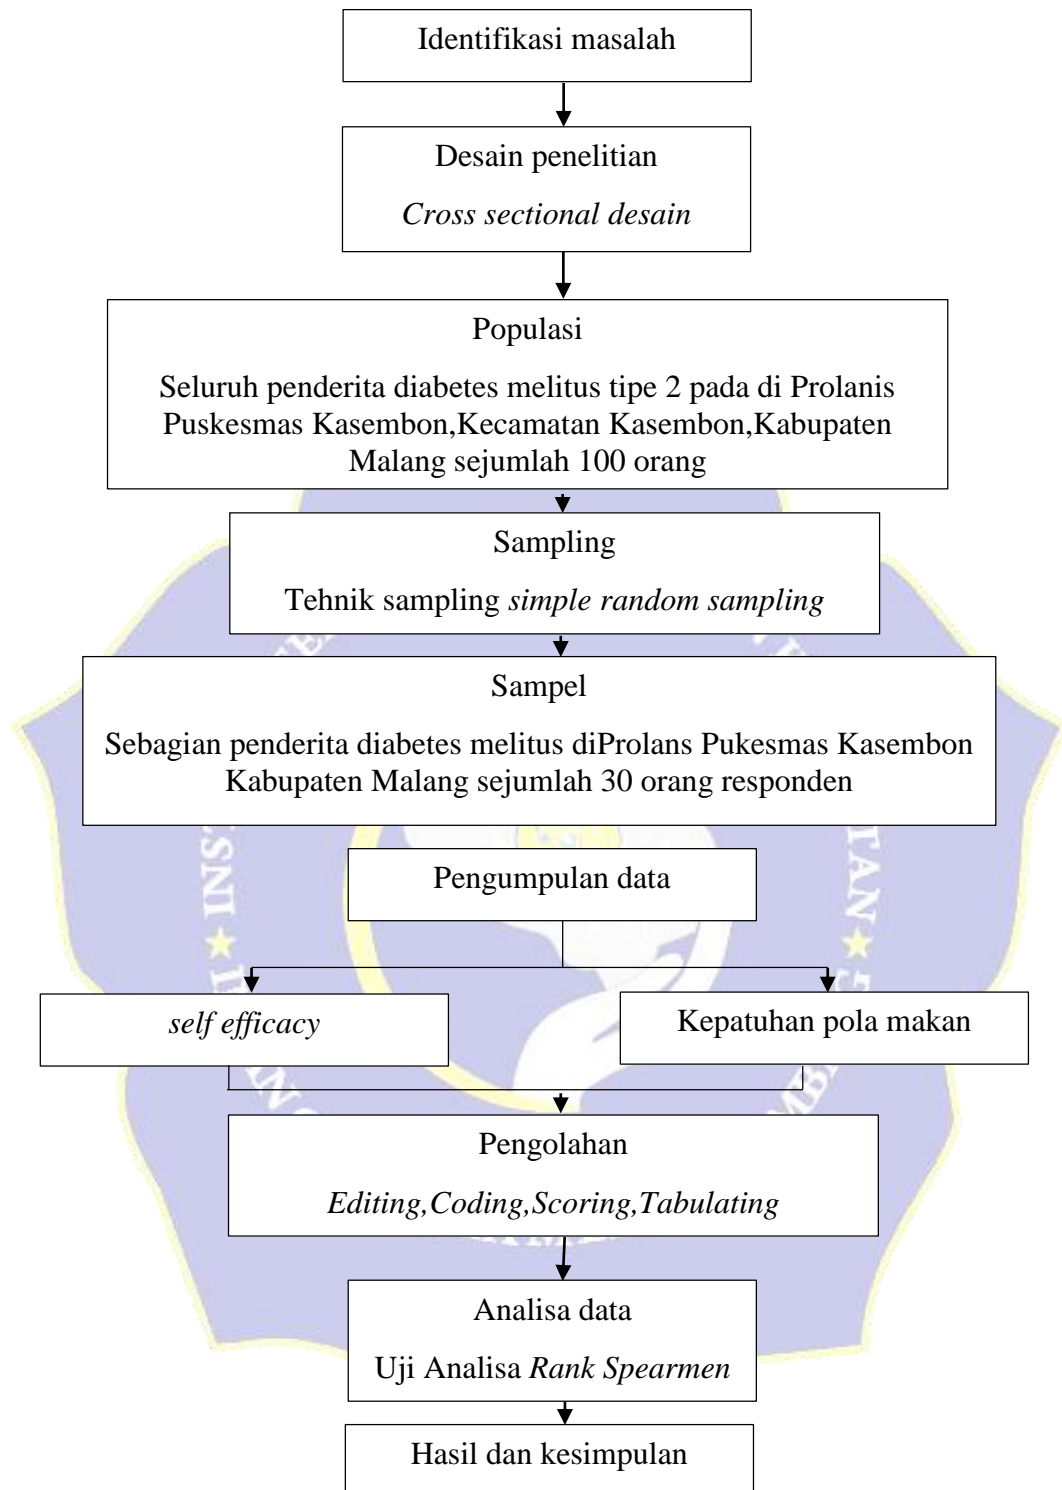 Identifikasi masalah
Desain penelitian
Cross sectional desain
Populasi
Seluruh penderita diabetes melitus tipe 2 pada di Prolanis
Puskesmas Kasembon,Kecamatan Kasembon,Kabupaten
Malang sejumlah 100 orang
Sampling
Tehnik sampling simple random sampling
Sampel
Sebagian penderita diabetes melitus diProlans Pukesmas Kasembon
Kabupaten Malang sejumlah 30 orang responden
Pengumpulan data
self efficacy
Kepatuhan pola makan
Pengolahan
Editing,Coding,Scoring,Tabulating
Analisa data
Uji Analisa Rank Spearmen
Hasil dan kesimpulan